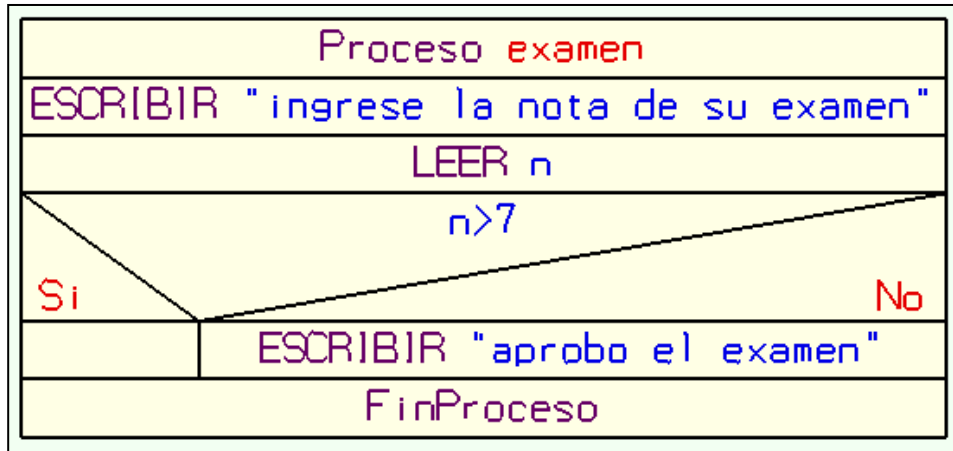 Proceso examen
ESCRIBIR "ingrese la nota de su examen"
LEER n
n>7
Si No
ESCRIBIR "aprobo el examen"
FinProceso